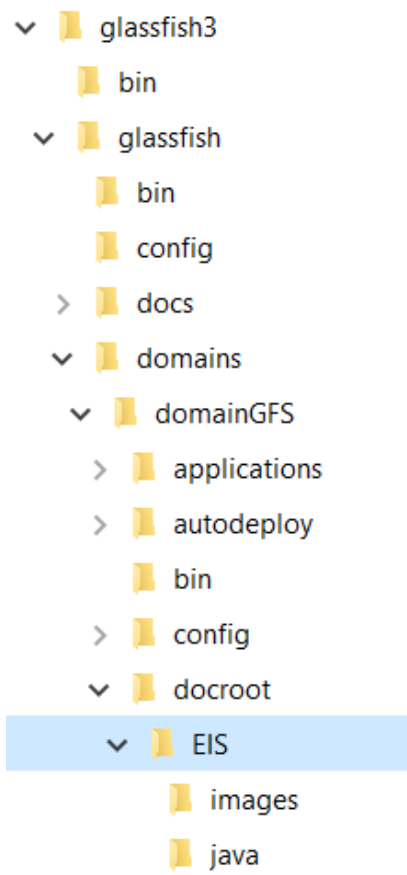 glassfish3
bin
glassfish
bin
config
docs
domains
domainGFS
applications
autodeploy
bin
config
docroot
EIS
images
java